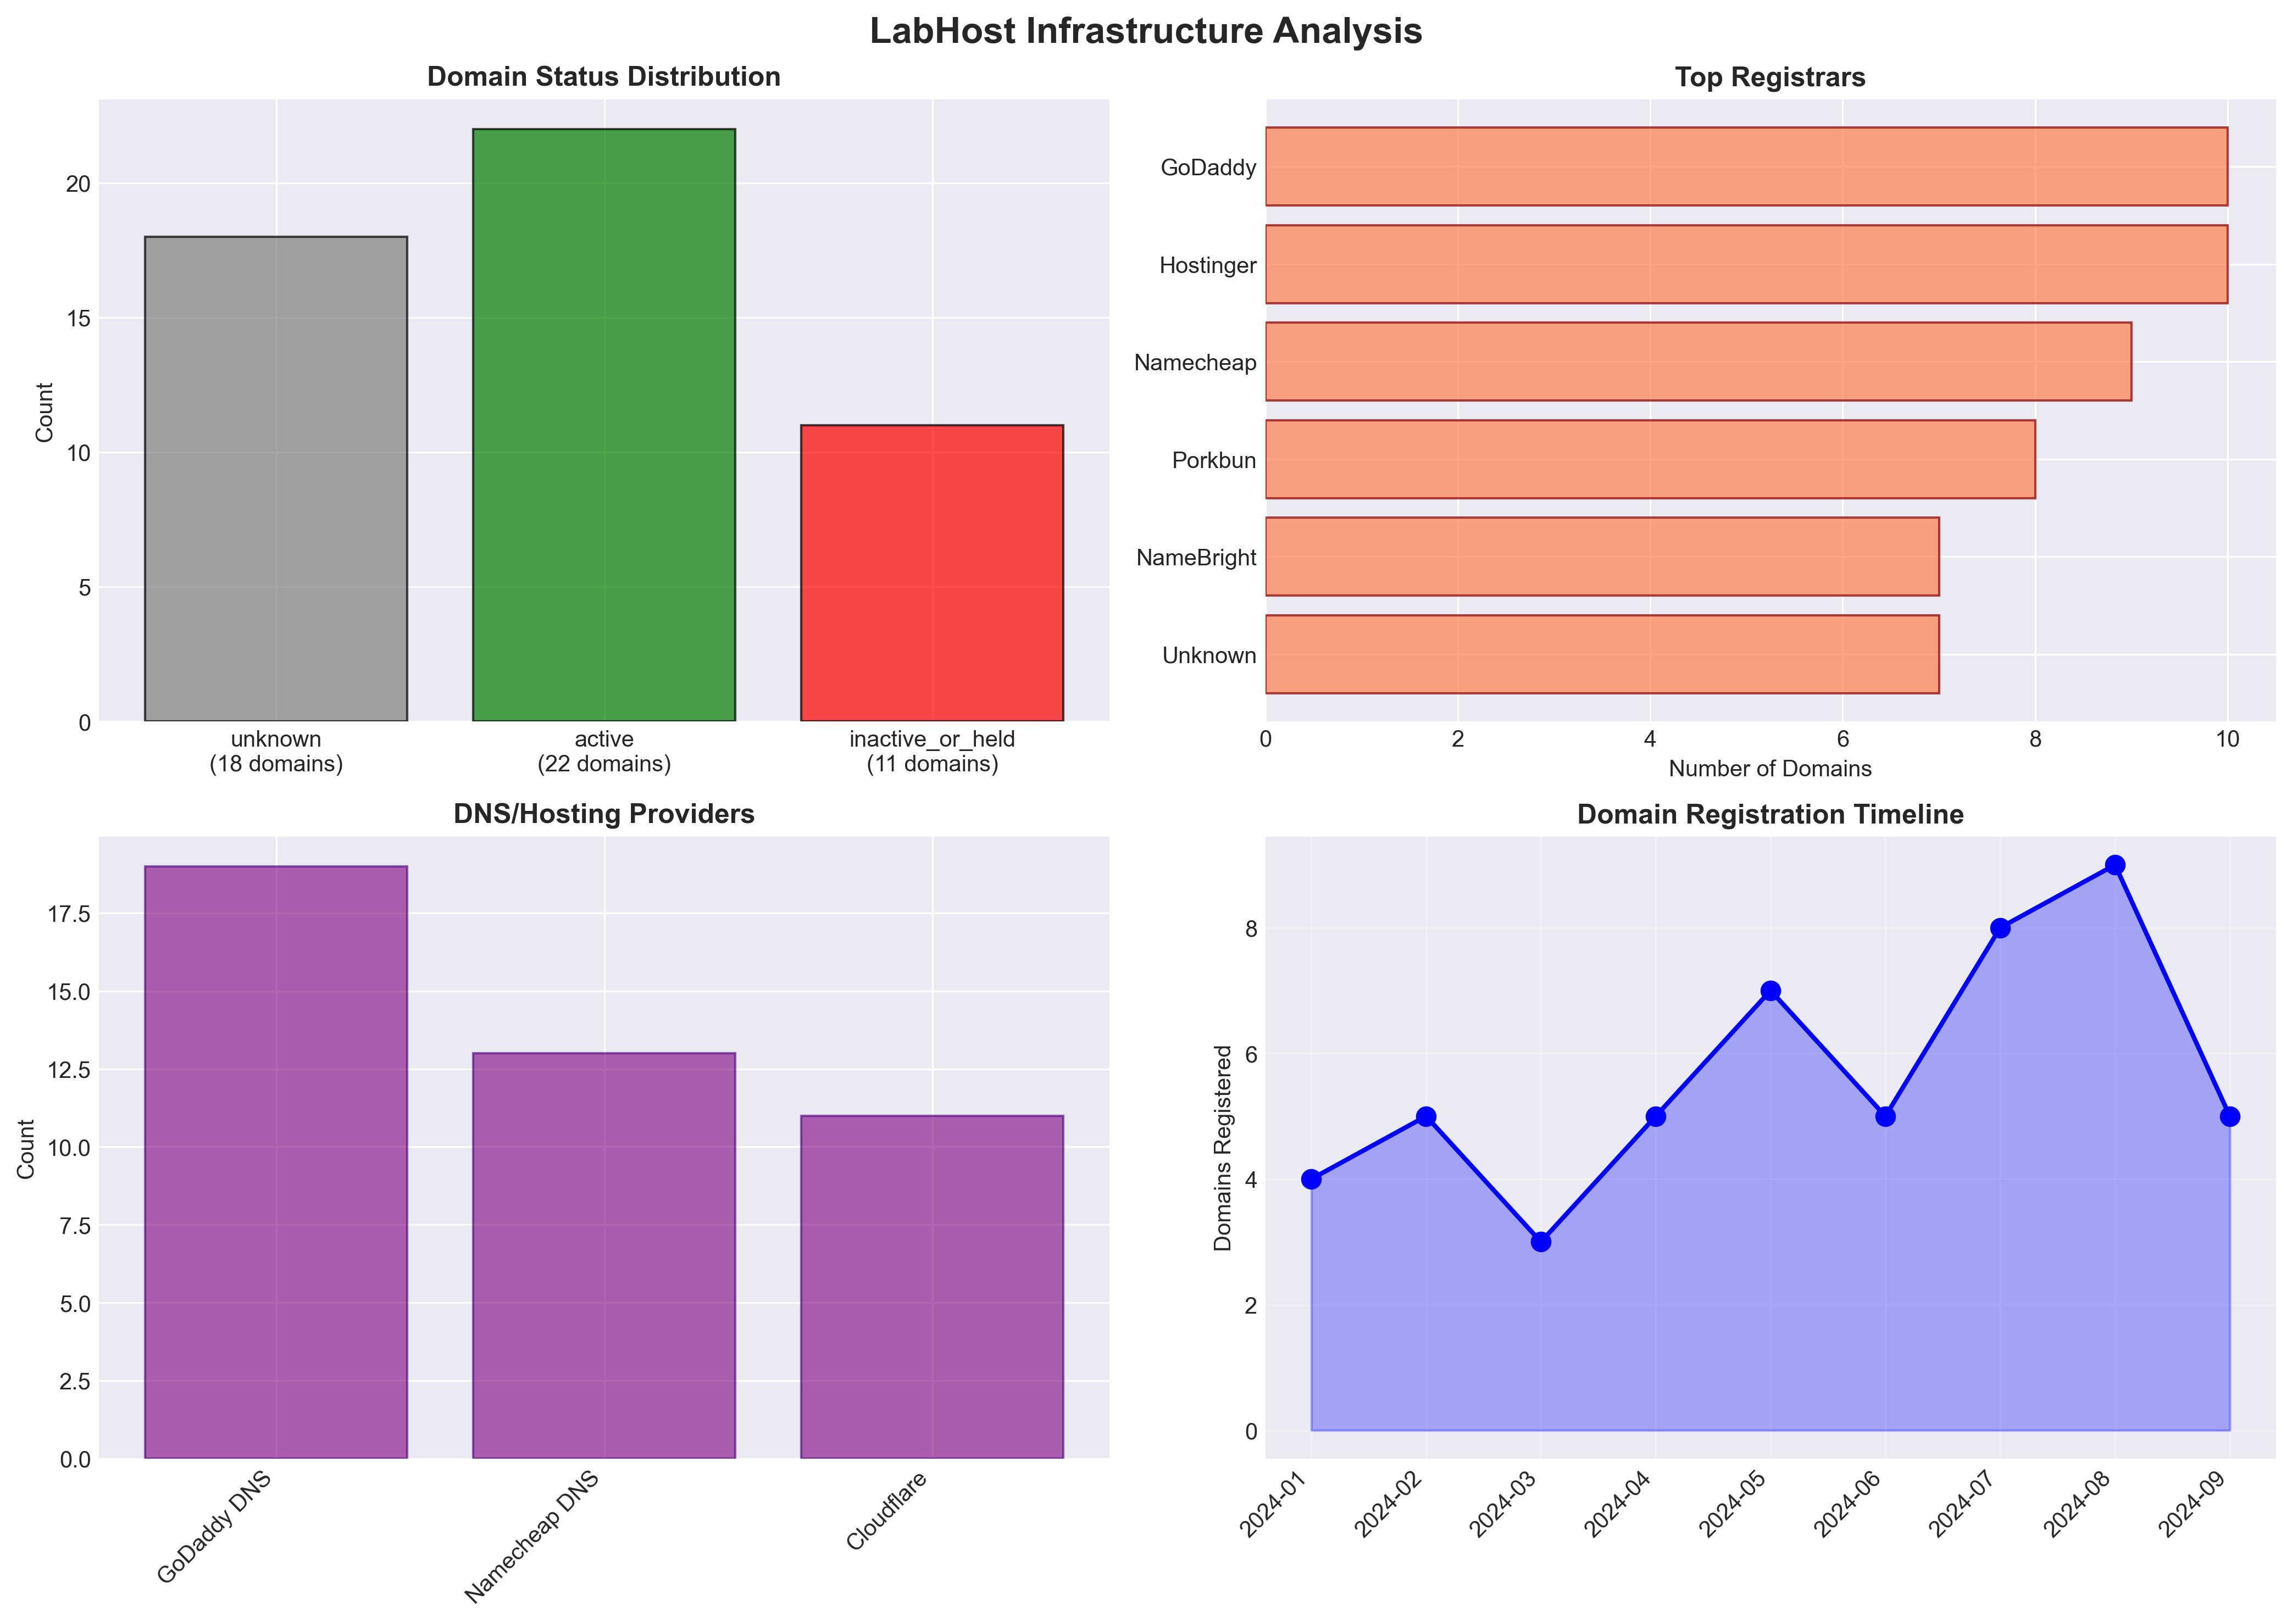 LabHost Infrastructure Analysis
Domain Status Distribution
Count
20
15
10
5
0
unknown
(18 domains)
active
(22 domains)
inactive_or_held
(11 domains)
Top Registrars
GoDaddy
Hostinger
Namecheap
Porkbun
NameBright
Unknown
0 2 4 6 8 10
Number of Domains
DNS/Hosting Providers
Count
17.5
15.0
12.5
10.0
7.5
5.0
2.5
0.0
GoDaddy DNS
Namecheap DNS
Cloudflare
Domain Registration Timeline
Domains Registered
8
6
4
2
0
2024-01
2024-02
2024-03
2024-04
2024-05
2024-06
2024-07
2024-08
2024-09